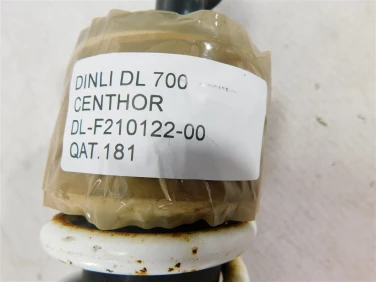 DINLI DL 700
CENTHOR
DL-F210122-00
QAT.181